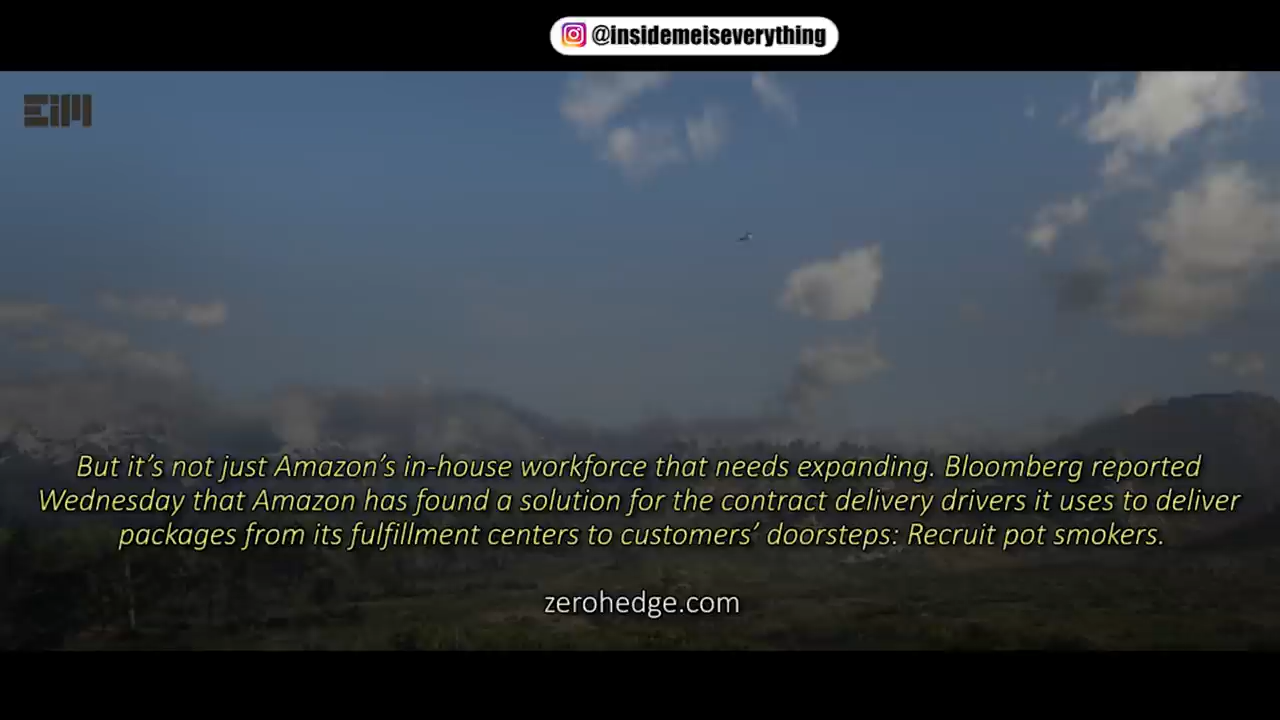 @insidemeiseverything
EiM
But it’s not just Amazon’s in-house workforce that needs expanding. Bloomberg reported
Wednesday that Amazon has found a solution for the contract delivery drivers it uses to deliver
packages from its fulfillment centers to customers’ doorsteps: Recruit pot smokers.
zerohedge.com